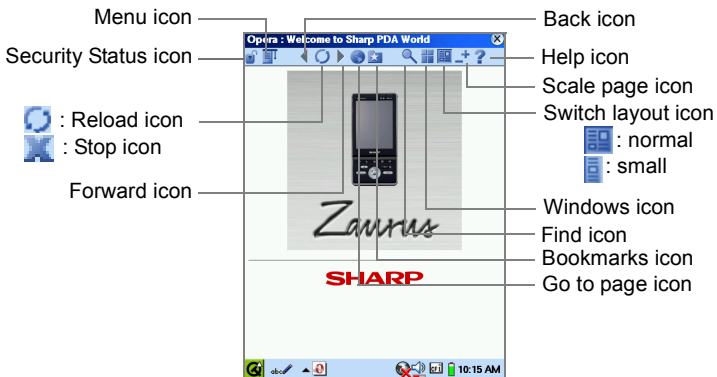 Menu icon
Back icon
Opera : Welcome to Sharp PDA World
Security Status icon
Help icon
Scale page icon
Switch layout icon
: Reload icon
: normal
: Stop icon
: small
Forward icon
Windows icon
Zaurus
Find icon
Bookmarks icon
SHARP
Go to page icon
abc
10:15 AM